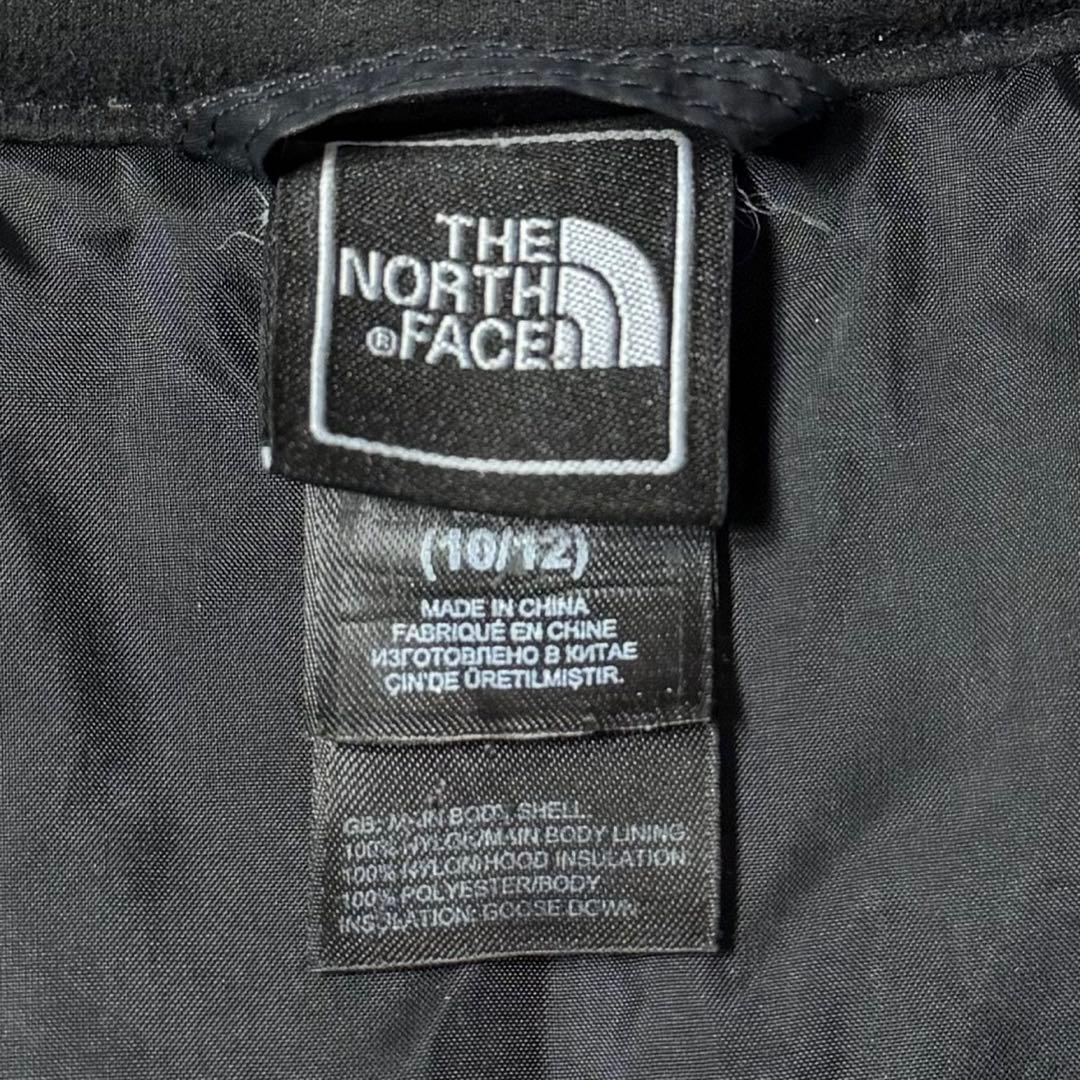 THE
NORTH
®FACE
(10/12)
MADE IN CHINA
FABRIQUÉ EN CHINE
ИЗГОТОВЛЕНО В КИТАЕ
ÇIN'DE ÜRETILMIŞTIR.
GB: MAIN BODY SHELL
100% NYLON/MAIN BODY LINING:
100% NYLON/HOOD INSULATION:
100% POLYESTER/BODY
INSULATION: GOOSE DOWN